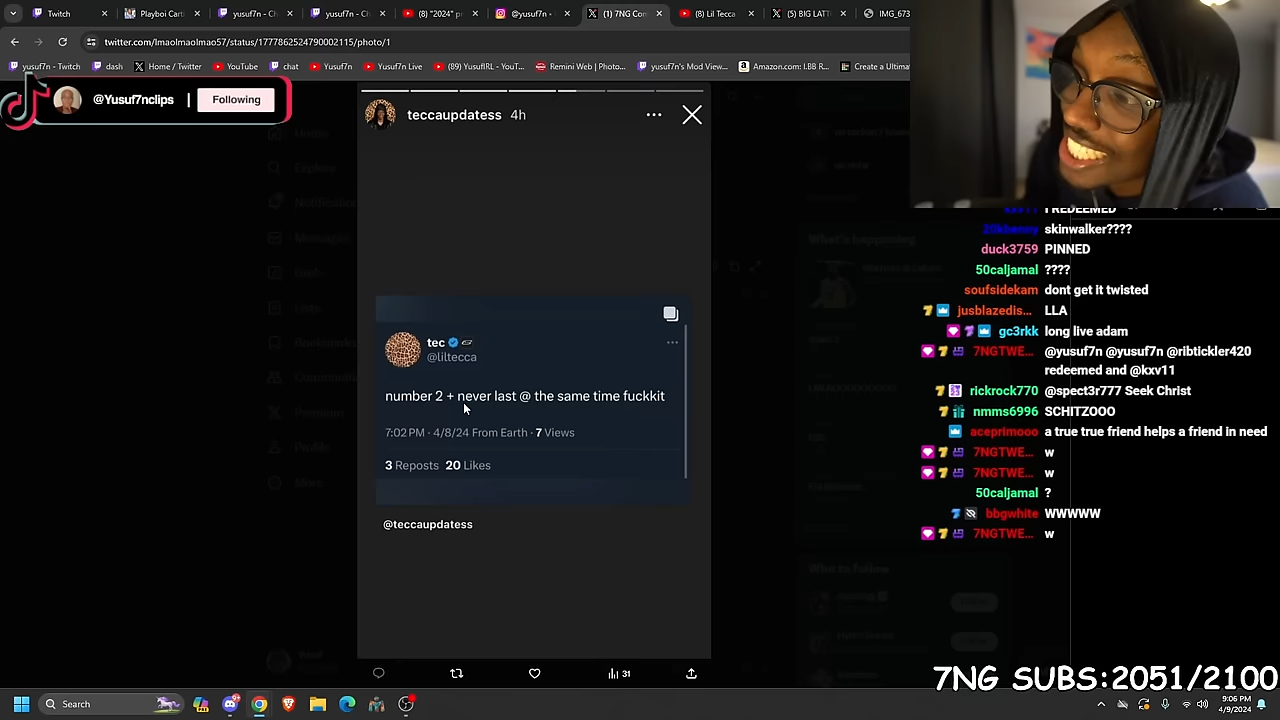 Twitch
Playboi Cart
yusuf7n - Ch
yusuf7n - Ch
(8) "2024" p
@yusuf7n •
(1) 7NG Con
(8) Lil Tecca
(5) BIG LATT
IMG_673
twitter.com/lmaolmaolmao57/status/1777862524790002115/photo/1
yusuf7n - Twitch
dash
Home / Twitter
YouTube
chat
Yusuf7n
Yusuf7n Live
(89) YusufRL - YouT...
Remini Web | Photo...
yusuf7n's Mod View...
Amazon.com: LBB R...
Create a Ultima
@Yusuf7nclips | Following
teccaupdatess 4h
tec
@liltecca
number 2 + never last @ the same time fuckkit
7:02 PM · 4/8/24 From Earth · 7 Views
3 Reposts 20 Likes
@teccaupdatess
31
I REDEEMED
skinwalker????
duck3759 PINNED
50caljamal ????
soufsidekam dont get it twisted
jusblazedis... LLA
gc3rkk long live adam
7NGTWE... @yusuf7n @yusuf7n @ribtickler420
redeemed and @kxv11
rickrock770 @spect3r777 Seek Christ
nmms6996 SCHITZOOO
aceprimooo a true true friend helps a friend in need
7NGTWE... w
7NGTWE... w
50caljamal ?
bbgwhite WWWWW
7NGTWE... w
7NG SUBS:2051/2100
Search
9:06 PM
4/9/2024